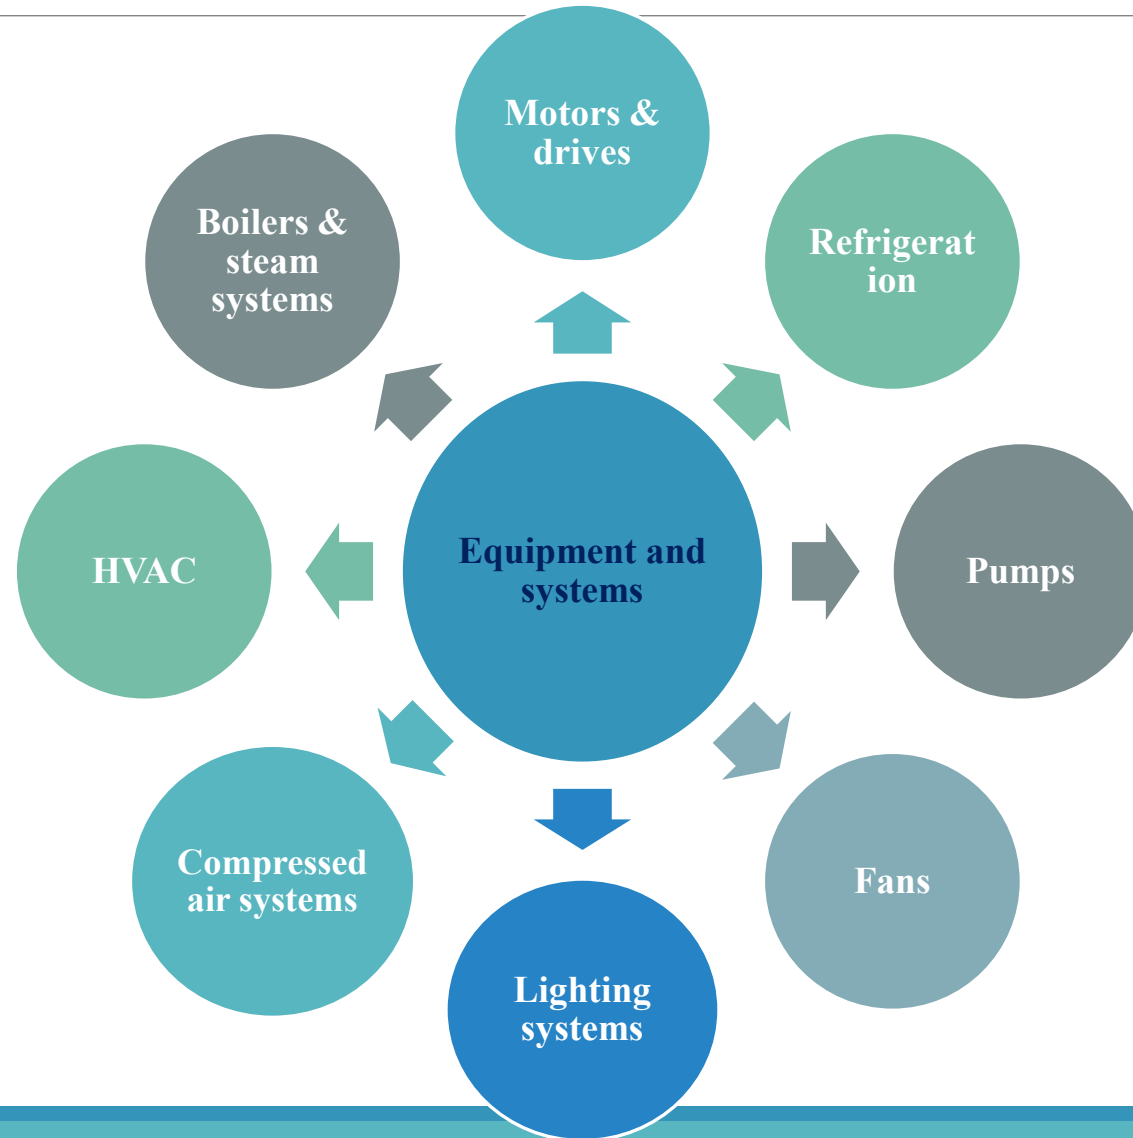 Motors &
drives
Refrigerat
ion
Pumps
Fans
Lighting
systems
Compressed
air systems
HVAC
Boilers &
steam
systems
Equipment and
systems